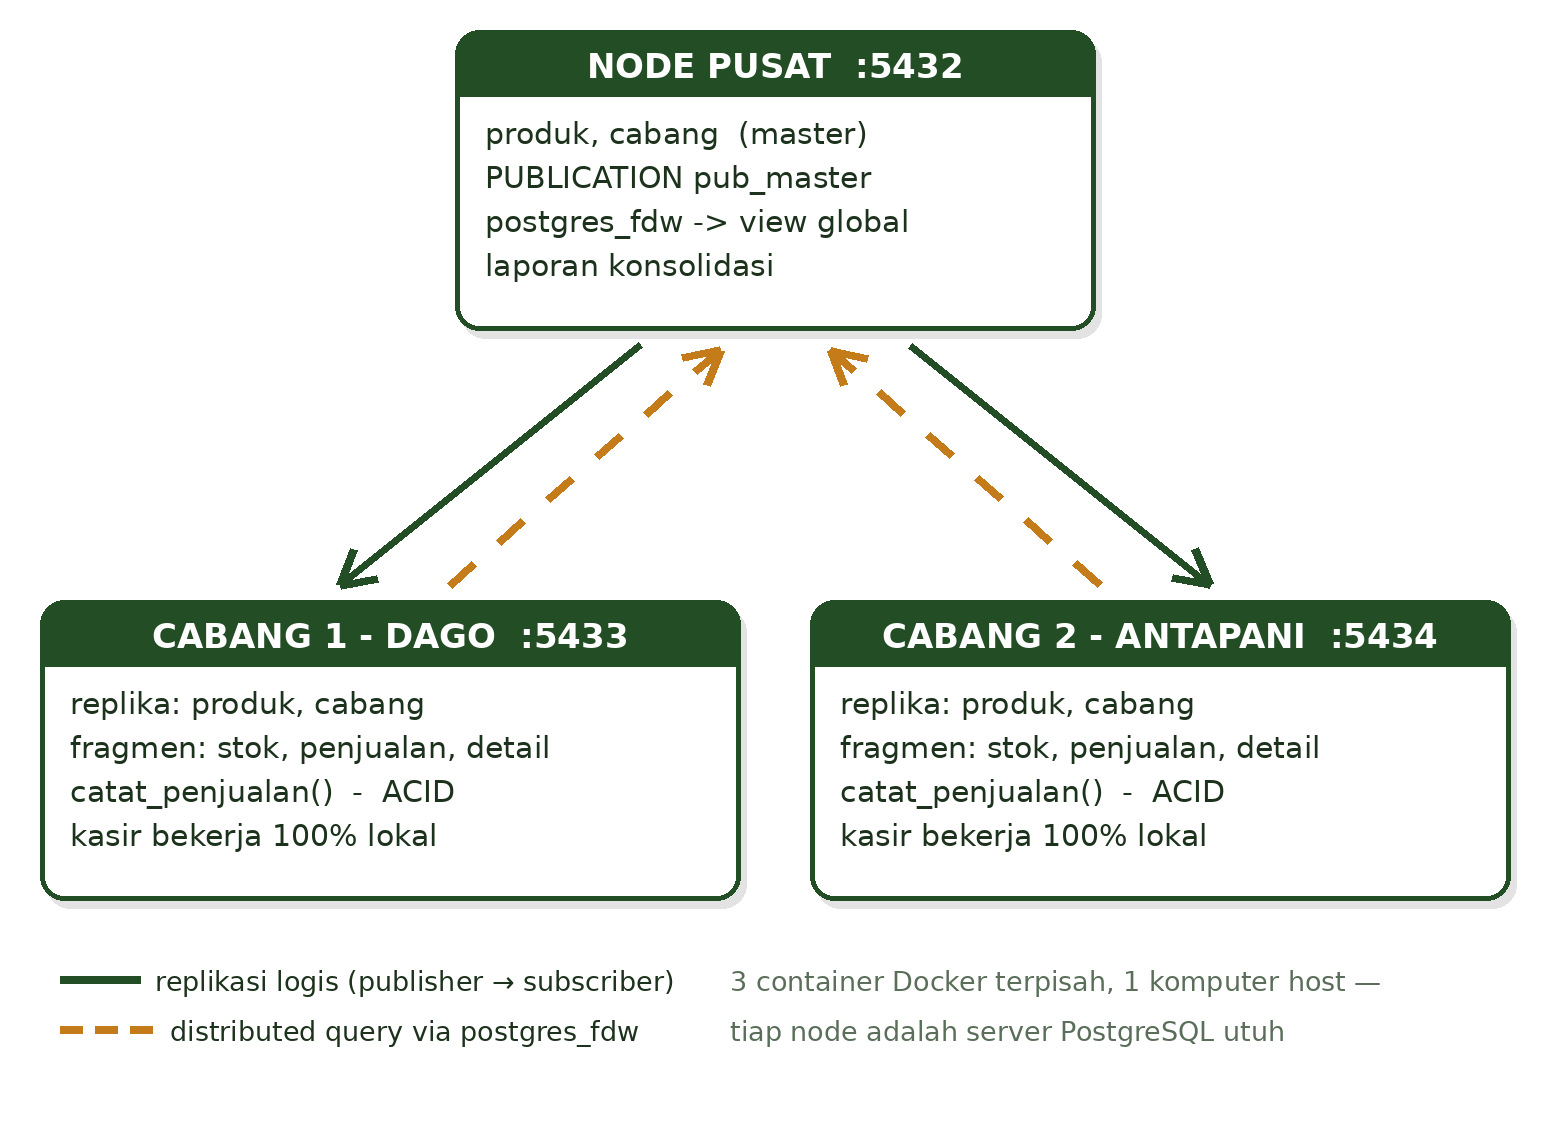 NODE PUSAT :5432
produk, cabang (master)
PUBLICATION pub_master
postgres_fdw -> view global
laporan konsolidasi
CABANG 1 - DAGO :5433
replika: produk, cabang
fragmen: stok, penjualan, detail
catat_penjualan() - ACID
kasir bekerja 100% lokal
CABANG 2 - ANTAPANI :5434
replika: produk, cabang
fragmen: stok, penjualan, detail
catat_penjualan() - ACID
kasir bekerja 100% lokal
replikasi logis (publisher → subscriber)
distributed query via postgres_fdw
3 container Docker terpisah, 1 komputer host —
tiap node adalah server PostgreSQL utuh